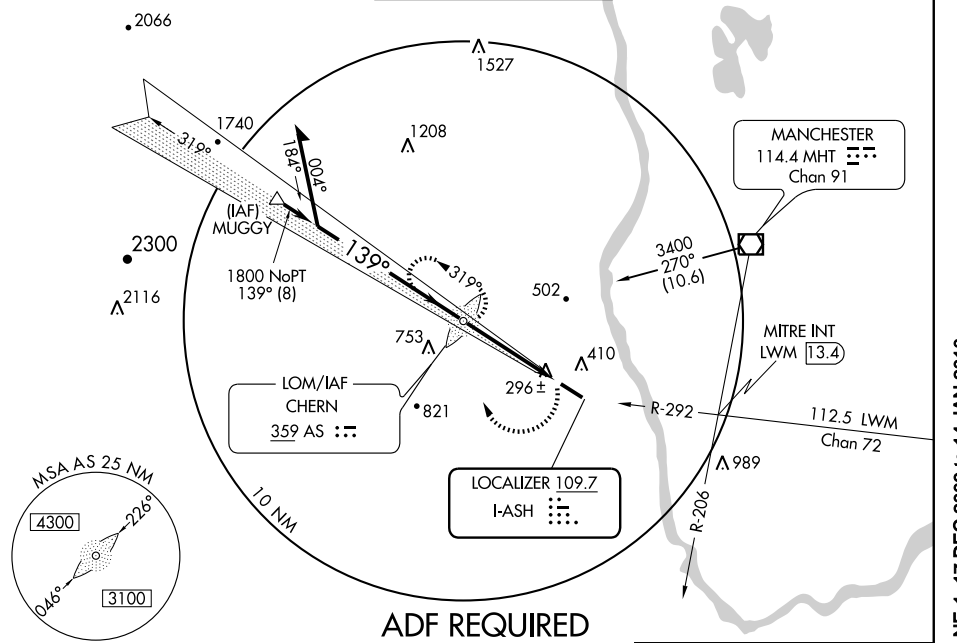 2066
1527
1740
1208
319°
004°
184°
MANCHESTER
114.4 MHT
Chan 91
(IAF)
MUGGY
139°
2300
1800 NoPT
139° (8)
319°
3400
270°
(10.6)
2116
502
753
MITRE INT
LWM 13.4
410
LOM/IAF
CHERN
359 AS
296±
821
R-292
112.5 LWM
Chan 72
989
MSA AS 25 NM
10 NM
LOCALIZER 109.7
I-ASH
R-206
4300
226°
046°
3100
ADF REQUIRED